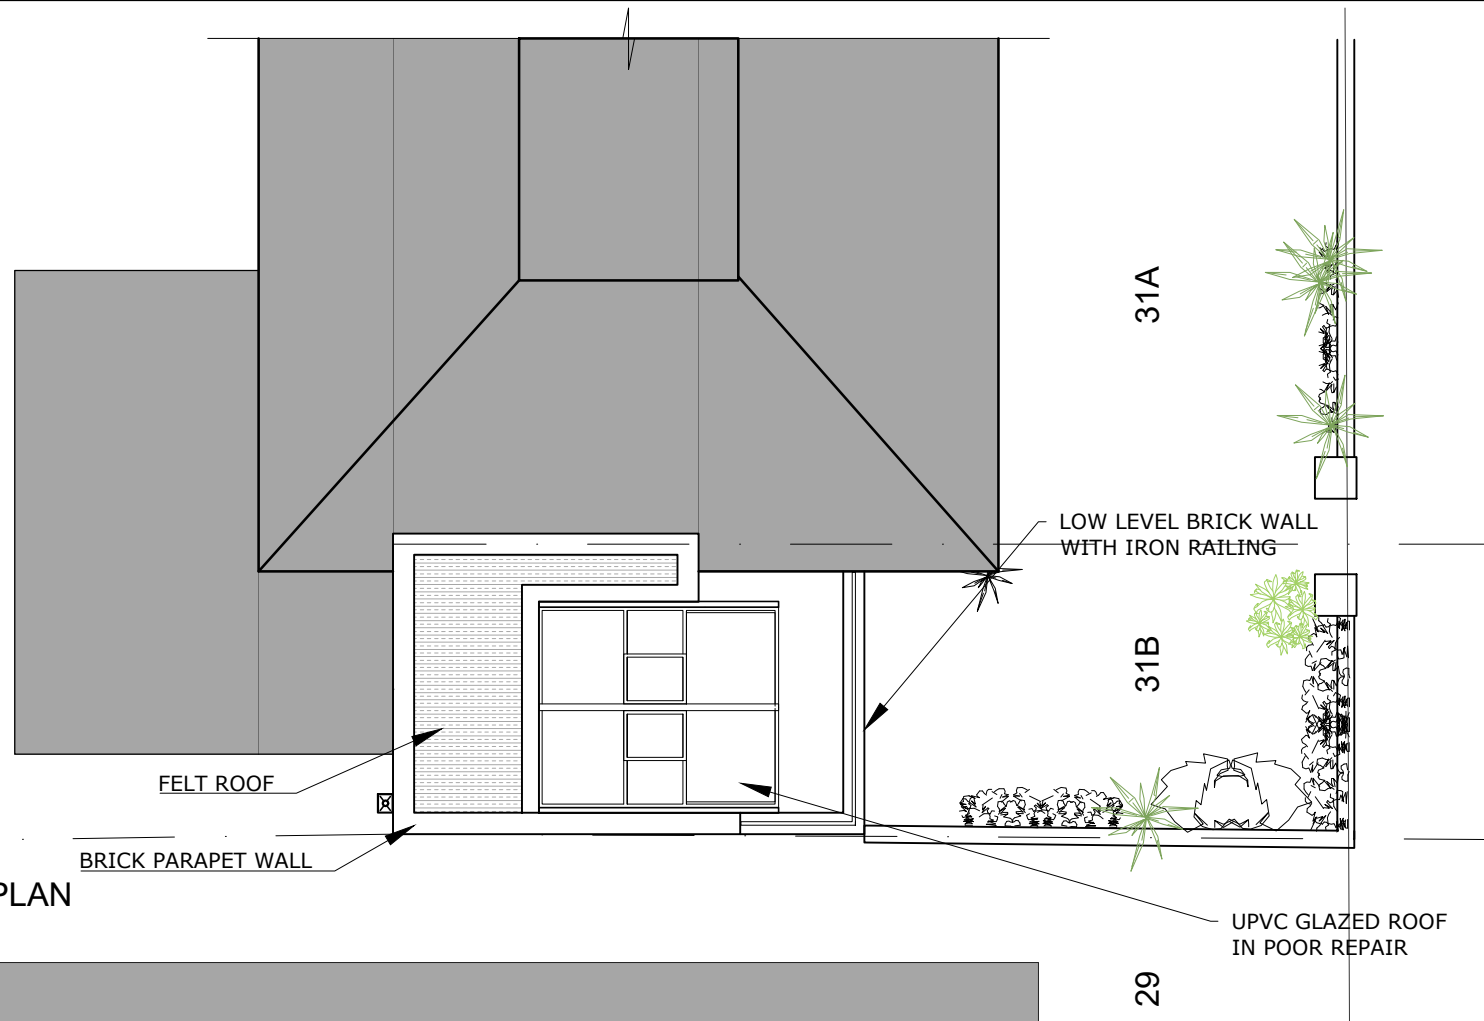 31A
LOW LEVEL BRICK WALL
WITH IRON RAILING
31B
FELT ROOF
BRICK PARAPET WALL
PLAN
UPVC GLAZED ROOF
IN POOR REPAIR
29